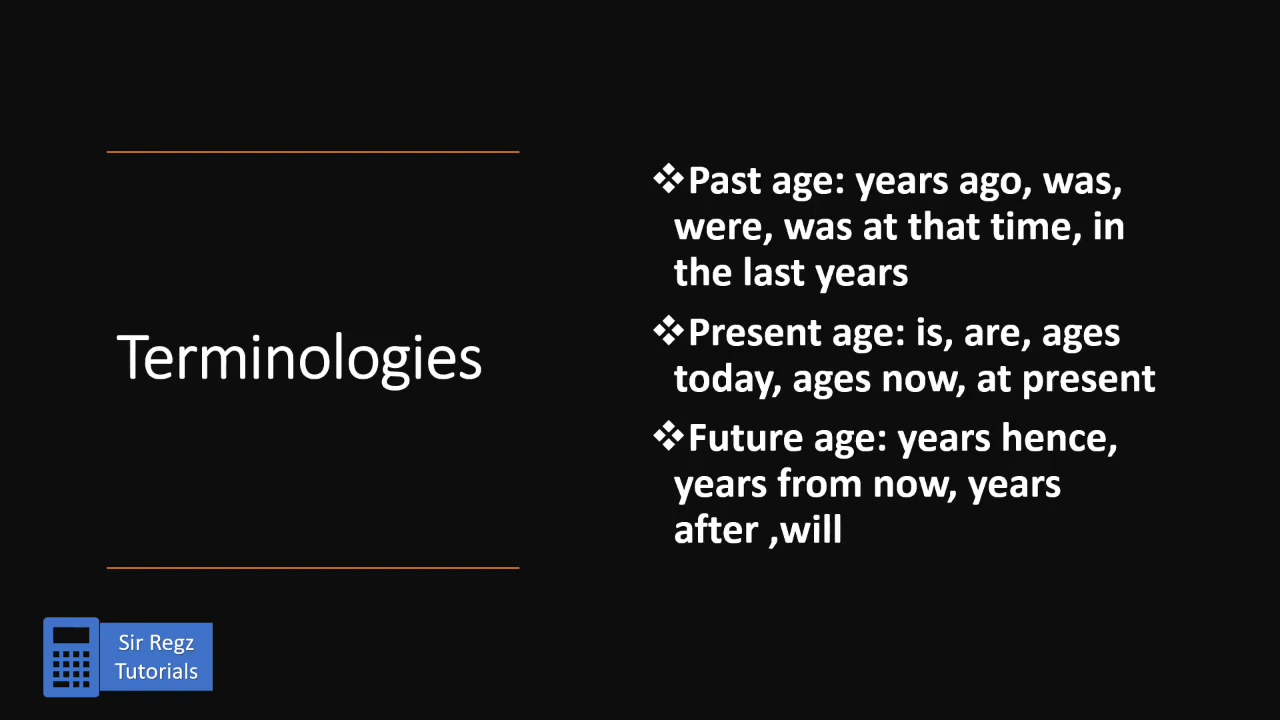 Terminologies
❖Past age: years ago, was,
were, was at that time, in
the last years
❖Present age: is, are, ages
today, ages now, at present
❖Future age: years hence,
years from now, years
after ,will
Sir Regz
Tutorials